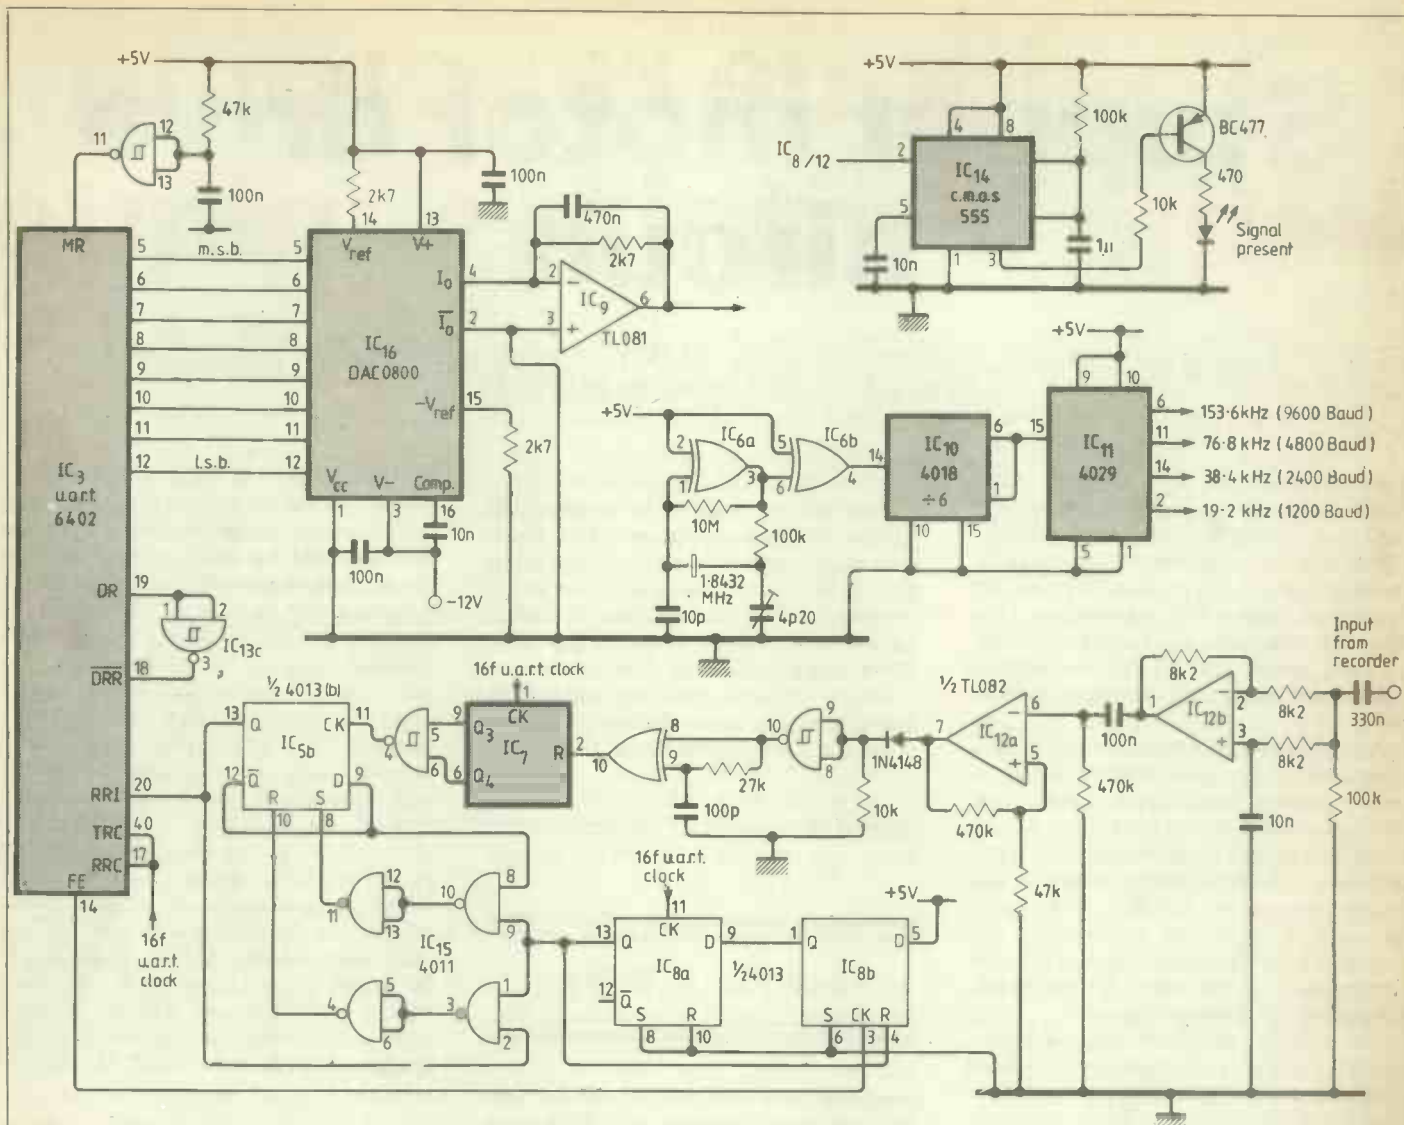 +5V
47k
11
12
13
100n
2k7
14
13
100n
MR
Vref
V+
5
m.s.b.
5
6
6
7
7
8
8
9
9
10
10
11
11
12
l.s.b.
12
IC3
u.a.r.t.
6402
IC16
DAC0800
Io
4
Io
2
-Vref
15
2k7
Vcc
V-
Comp.
1
3
16
100n
10n
-12V
470n
2k7
2
-
3
+
IC9
6
TL081
+5V
IC8/12
2
4
8
IC14
c.m.o.s
555
5
10n
1
3
100k
1µ
10k
BC477
470
Signal
present
+5V
2
1
IC6a
3
10M
100k
1·8432
MHz
10p
4p20
5
6
IC6b
4
14
IC10
4018
÷6
6
1
10
15
+5V
9
10
15
IC11
4029
5
1
6
153·6kHz (9600 Baud)
11
76·8 kHz (4800 Baud)
14
38·4 kHz (2400 Baud)
2
19·2 kHz (1200 Baud)
DR
19
1
2
IC13c
3
DRR
18
½ 4013(b)
13
Q
CK
11
IC5b
12
Q
D
9
R
S
10
8
RRI
20
TRC
40
RRC
17
FE
14
16f
u.a.r.t.
clock
16f u.a.r.t. clock
1
CK
9
Q3
5
4
6
6
Q4
IC7
R
2
10
8
9
27k
100p
10
9
8
1N4148
10k
½ TL082
7
IC12a
-
6
+
5
470k
47k
470k
100n
1
8k2
IC12b
-
2
+
3
8k2
8k2
10n
Input
from
recorder
330n
100k
12
11
13
10
8
9
IC15
4011
4
5
6
3
1
2
16f u.a.r.t.
clock
11
13
Q
CK
D
9
IC8a
12
Q
S
R
8
10
½4013
1
Q
D
5
IC8b
S
CK
R
6
3
4
+5V